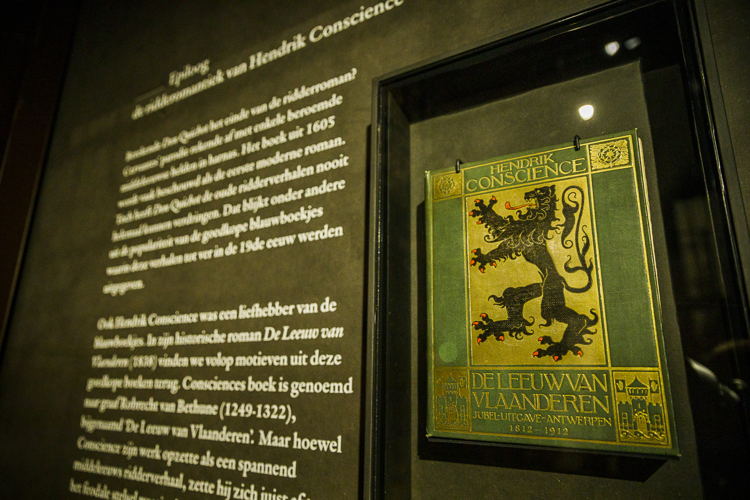 Epiloog
de ridderromantiek van Hendrik Conscience
Betekende Don Quichot het einde van de ridderroman?
Cervantes' parodie rekende af met enkele beroemde
middeleeuwse helden in harnas. Het boek uit 1605
wordt vaak beschouwd als de eerste moderne roman.
Toch heeft Don Quichot de oude ridderverhalen nooit
helemaal kunnen verdringen. Dat blijkt onder andere
uit de populariteit van de goedkope blauwboekjes
waarin deze verhalen tot ver in de 19de eeuw werden
uitgegeven.
Ook Hendrik Conscience was een liefhebber van de
blauwboekjes. In zijn historische roman De Leeuw van
Vlaanderen (1838) vinden we volop motieven uit deze
goedkope boeken terug. Consciences boek is genoemd
naar graaf Robrecht van Bethune (1249-1322),
bijgenaamd 'De Leeuw van Vlaanderen'. Maar hoewel
Conscience zijn werk opzette als een spannend
middeleeuws ridderverhaal, zette hij zich juist af
het feodale
HENDRIK
CONSCIENCE
DE LEEUW VAN
VLAANDEREN
JUBEL-UITGAVE-ANTWERPEN
1812-1912